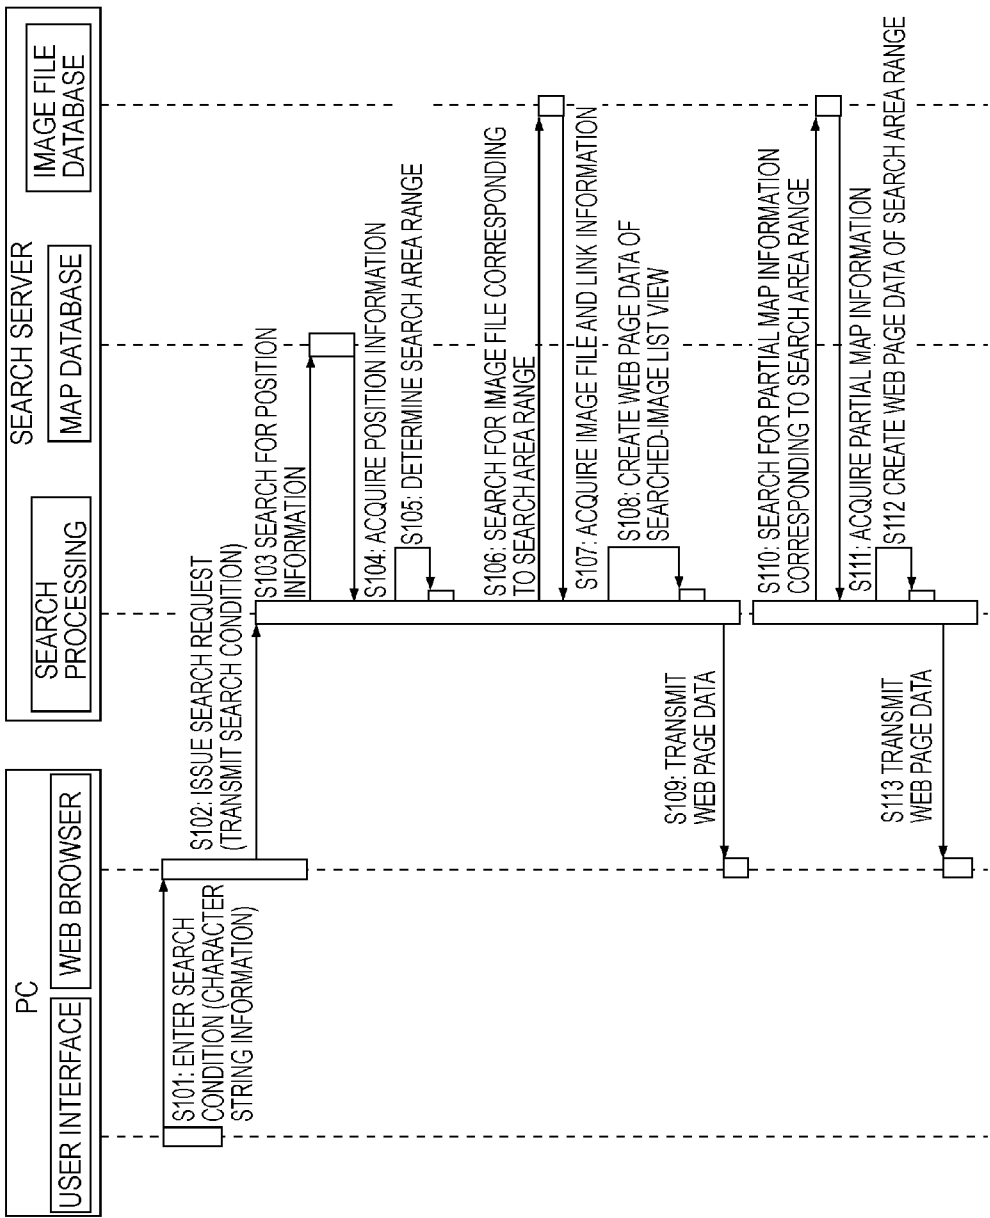 PC
USER INTERFACE
WEB BROWSER
SEARCH SERVER
SEARCH
PROCESSING
MAP DATABASE
IMAGE FILE
DATABASE
S101: ENTER SEARCH
CONDITION (CHARACTER
STRING INFORMATION)
S102: ISSUE SEARCH REQUEST
(TRANSMIT SEARCH CONDITION)
S103 SEARCH FOR POSITION
INFORMATION
S104: ACQUIRE POSITION INFORMATION
S105: DETERMINE SEARCH AREA RANGE
S106: SEARCH FOR IMAGE FILE CORRESPONDING
TO SEARCH AREA RANGE
S107: ACQUIRE IMAGE FILE AND LINK INFORMATION
S108: CREATE WEB PAGE DATA OF
SEARCHED-IMAGE LIST VIEW
S109: TRANSMIT
WEB PAGE DATA
S110: SEARCH FOR PARTIAL MAP INFORMATION
CORRESPONDING TO SEARCH AREA RANGE
S111: ACQUIRE PARTIAL MAP INFORMATION
S112 CREATE WEB PAGE DATA OF SEARCH AREA RANGE
S113 TRANSMIT
WEB PAGE DATA